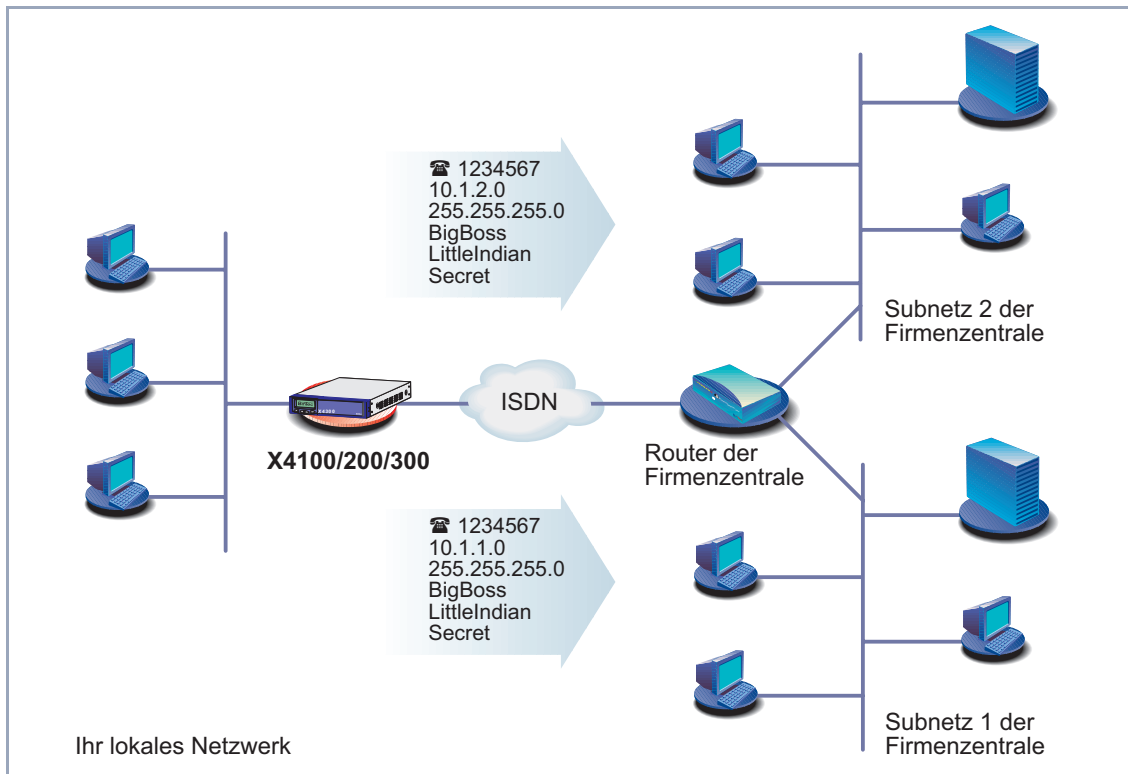 ☎ 1234567
10.1.2.0
255.255.255.0
BigBoss
LittleIndian
Secret
Subnetz 2 der
Firmenzentrale
ISDN
X4100/200/300
Router der
Firmenzentrale
☎ 1234567
10.1.1.0
255.255.255.0
BigBoss
LittleIndian
Secret
Ihr lokales Netzwerk
Subnetz 1 der
Firmenzentrale